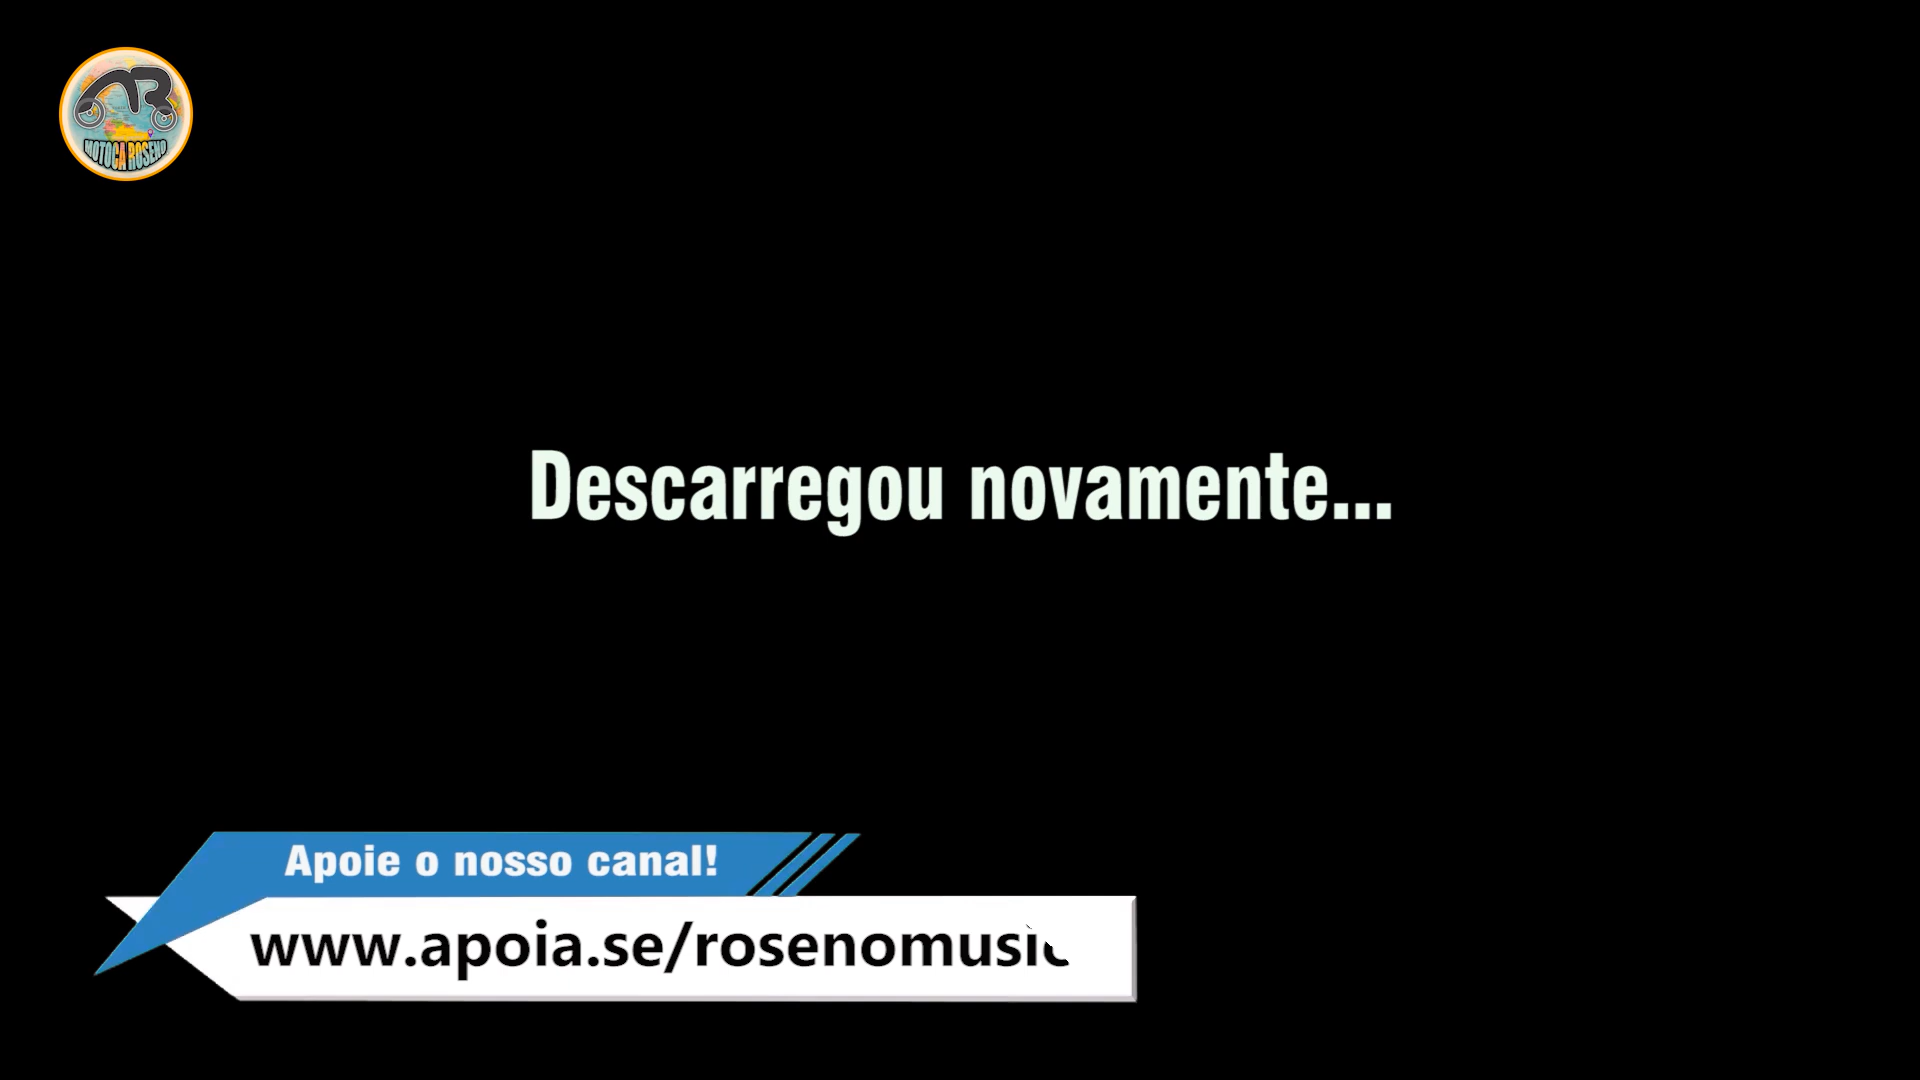 MOTOCA ROSENO
Descarregou novamente...
Apoie o nosso canal!
www.apoia.se/rosenomusic